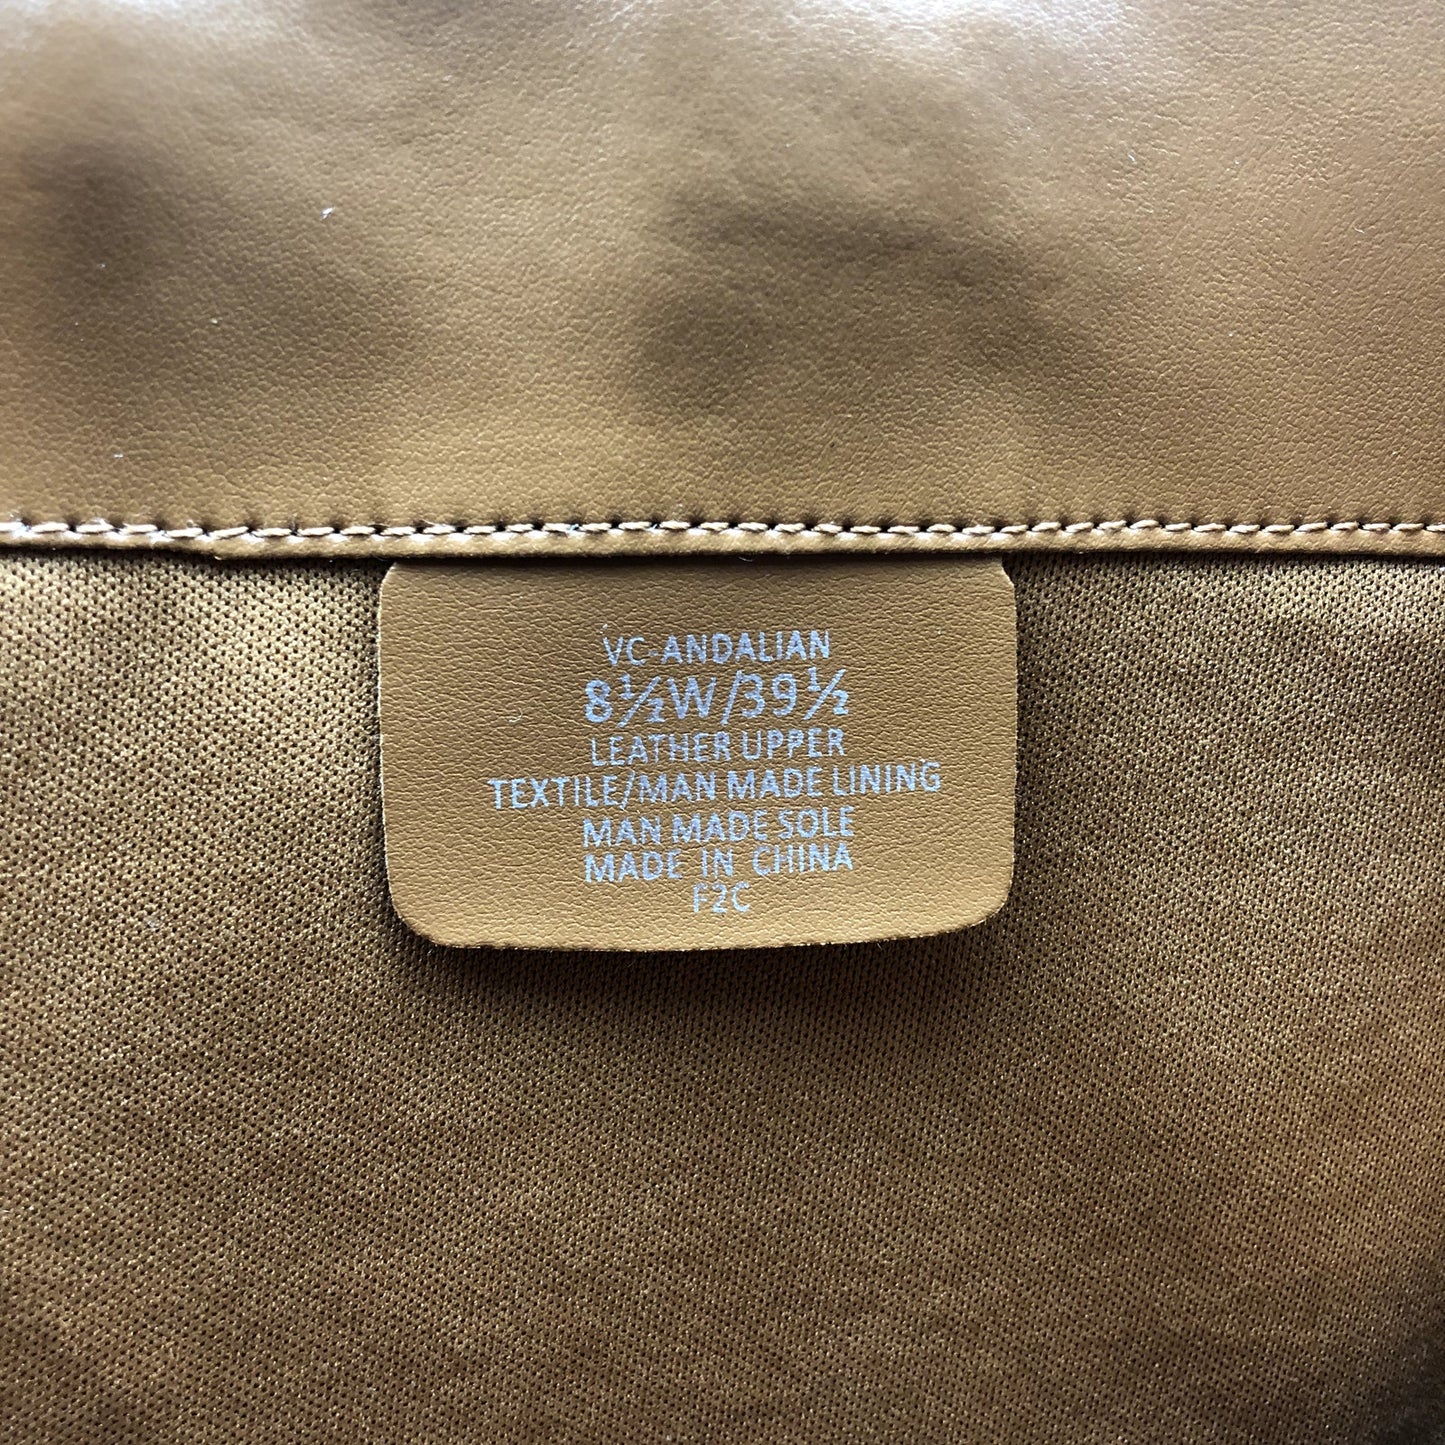 VC-ANDALIAN
8½W/39½
LEATHER UPPER
TEXTILE/MAN MADE LINING
MAN MADE SOLE
MADE IN CHINA
F2C